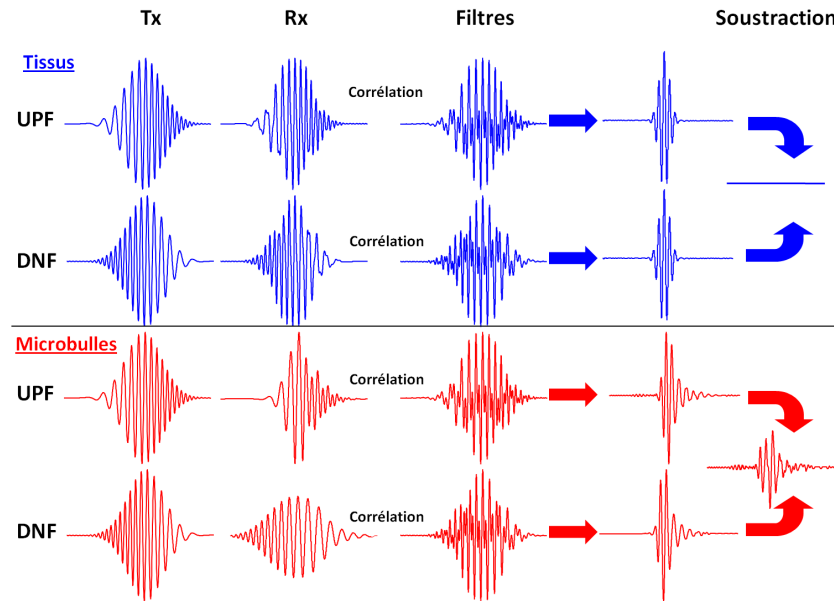 Tx Rx Filtres Soustraction
Tissus
UPF
Corrélation
DNF
Corrélation
Microbulles
UPF
Corrélation
DNF
Corrélation